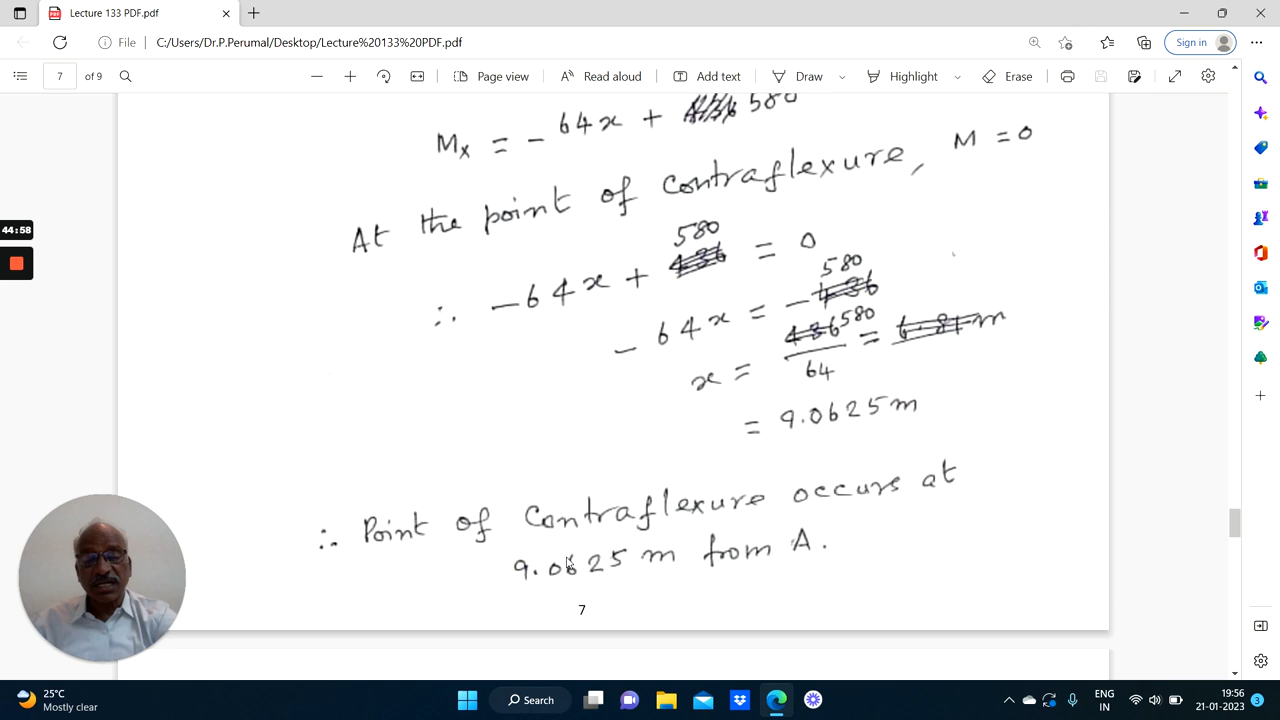 Lecture 133 PDF.pdf
File
C:/Users/Dr.P.Perumal/Desktop/Lecture%20133%20PDF.pdf
Sign in
7 of 9
Page view
Read aloud
Add text
Draw
Highlight
Erase
44:58
Mx = -64x + 580
At the point of contraflexure, M = 0
∴ -64x + 580 = 0
-64x = -580
x = 580/64 = m
= 9.0625 m
∴ Point of Contraflexure occurs at
9.0625 m from A.
7
25°C
Mostly clear
Search
ENG
IN
19:56
21-01-2023
3